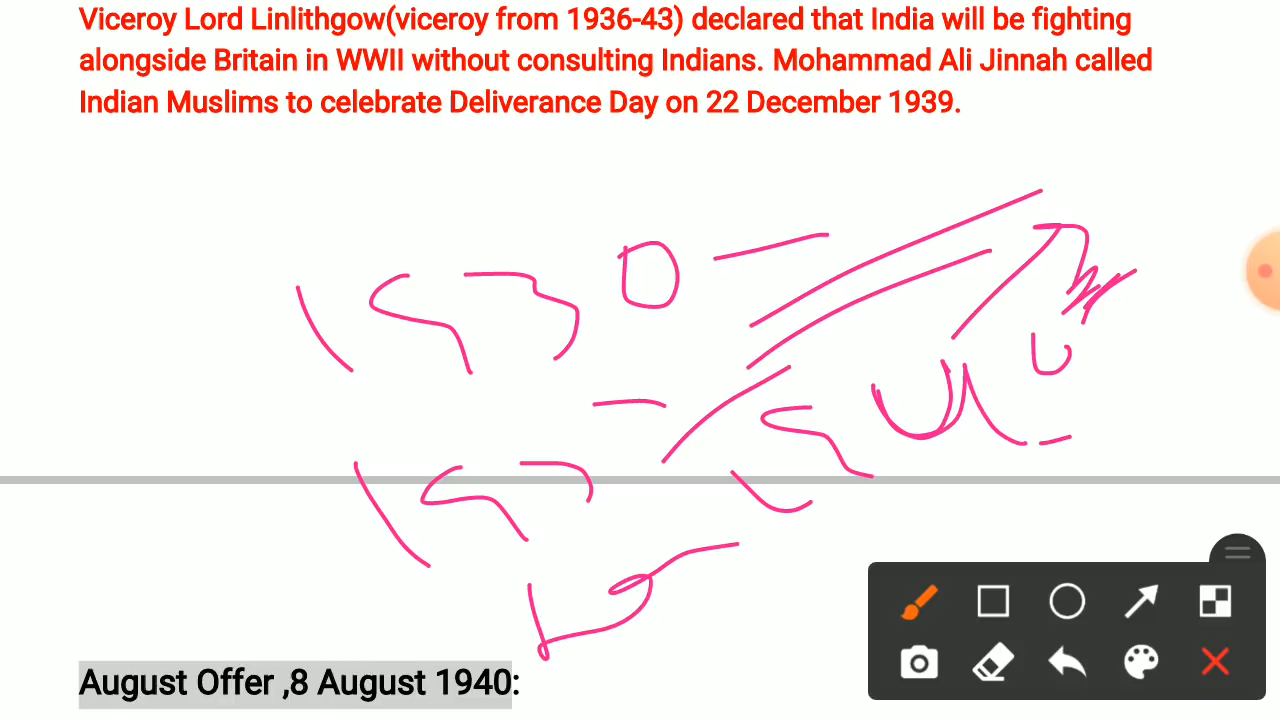 Viceroy Lord Linlithgow(viceroy from 1936-43) declared that India will be fighting
alongside Britain in WWII without consulting Indians. Mohammad Ali Jinnah called
Indian Muslims to celebrate Deliverance Day on 22 December 1939.
August Offer ,8 August 1940: